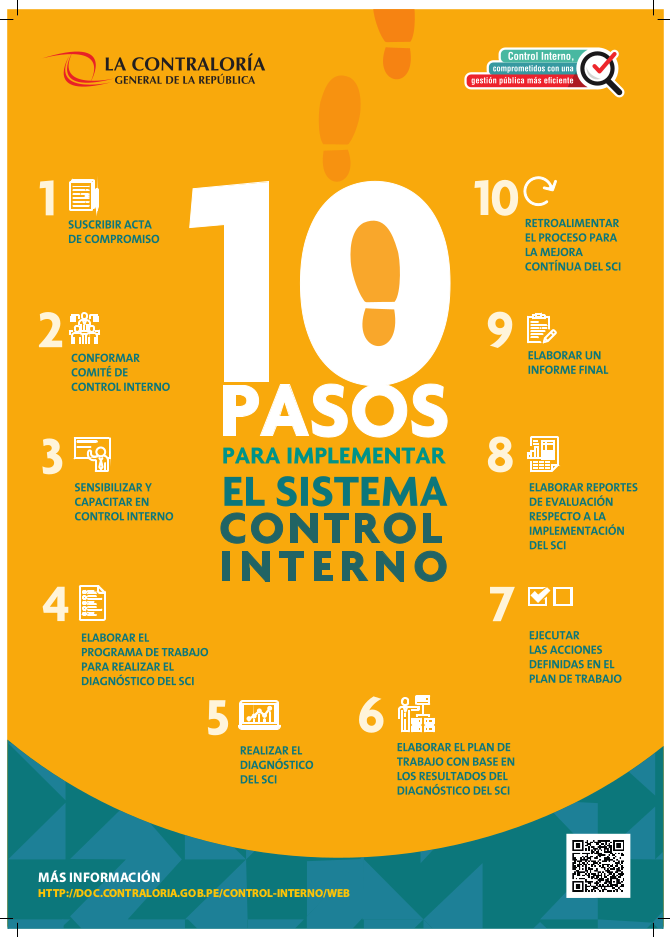 LA CONTRALORÍA
GENERAL DE LA REPÚBLICA
Control Interno,
comprometidos con una
gestión pública más eficiente
10
PASOS
PARA IMPLEMENTAR
EL SISTEMA
CONTROL
INTERNO
1
SUSCRIBIR ACTA
DE COMPROMISO
2
CONFORMAR
COMITÉ DE
CONTROL INTERNO
3
SENSIBILIZAR Y
CAPACITAR EN
CONTROL INTERNO
4
ELABORAR EL
PROGRAMA DE TRABAJO
PARA REALIZAR EL
DIAGNÓSTICO DEL SCI
5
REALIZAR EL
DIAGNÓSTICO
DEL SCI
6
ELABORAR EL PLAN DE
TRABAJO CON BASE EN
LOS RESULTADOS DEL
DIAGNÓSTICO DEL SCI
7
EJECUTAR
LAS ACCIONES
DEFINIDAS EN EL
PLAN DE TRABAJO
8
ELABORAR REPORTES
DE EVALUACIÓN
RESPECTO A LA
IMPLEMENTACIÓN
DEL SCI
9
ELABORAR UN
INFORME FINAL
10
RETROALIMENTAR
EL PROCESO PARA
LA MEJORA
CONTÍNUA DEL SCI
MÁS INFORMACIÓN
HTTP://DOC.CONTRALORIA.GOB.PE/CONTROL-INTERNO/WEB